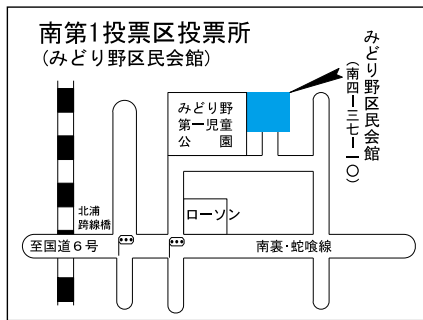 南第1投票区投票所
(みどり野区民会館)
みどり野区民会館
(南四ー三七ー一〇)
みどり野
第一児童
公園
北浦
跨線橋
ローソン
至国道6号
南裏・蛇喰線